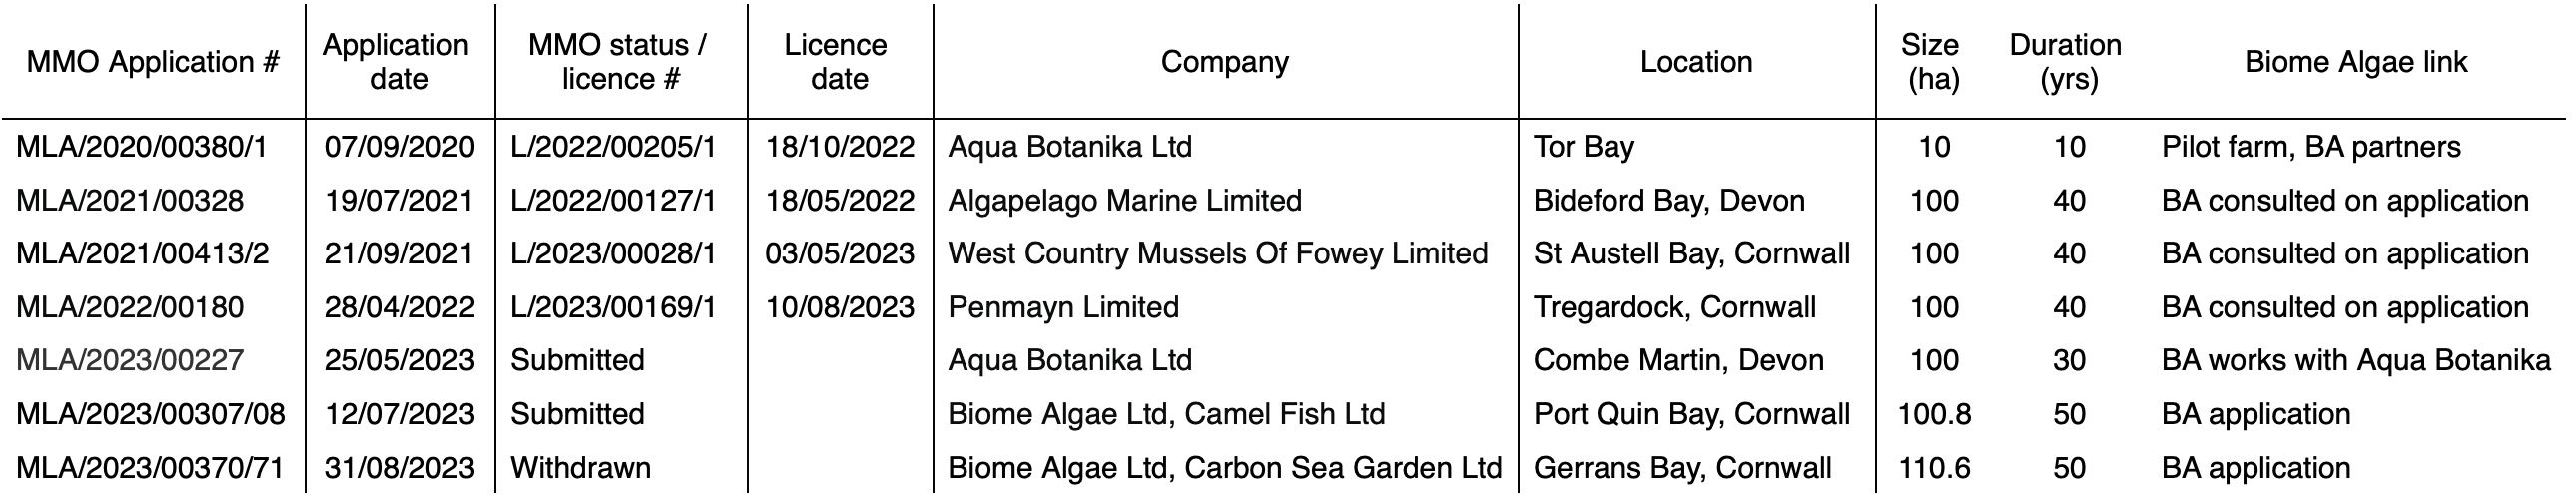 MMO Application # Application date MMO status / licence # Licence date Company Location Size (ha) Duration (yrs) Biome Algae link
MLA/2020/00380/1 07/09/2020 L/2022/00205/1 18/10/2022 Aqua Botanika Ltd Tor Bay 10 10 Pilot farm, BA partners
MLA/2021/00328 19/07/2021 L/2022/00127/1 18/05/2022 Algapelago Marine Limited Bideford Bay, Devon 100 40 BA consulted on application
MLA/2021/00413/2 21/09/2021 L/2023/00028/1 03/05/2023 West Country Mussels Of Fowey Limited St Austell Bay, Cornwall 100 40 BA consulted on application
MLA/2022/00180 28/04/2022 L/2023/00169/1 10/08/2023 Penmayn Limited Tregardock, Cornwall 100 40 BA consulted on application
MLA/2023/00227 25/05/2023 Submitted Aqua Botanika Ltd Combe Martin, Devon 100 30 BA works with Aqua Botanika
MLA/2023/00307/08 12/07/2023 Submitted Biome Algae Ltd, Camel Fish Ltd Port Quin Bay, Cornwall 100.8 50 BA application
MLA/2023/00370/71 31/08/2023 Withdrawn Biome Algae Ltd, Carbon Sea Garden Ltd Gerrans Bay, Cornwall 110.6 50 BA application